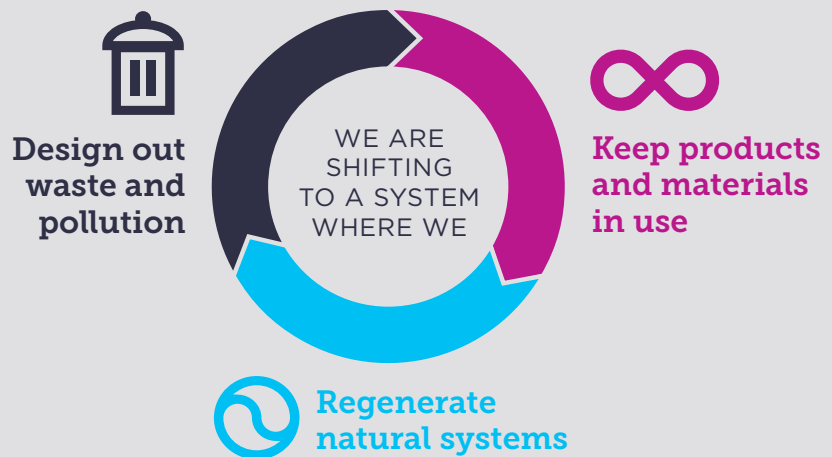 Design out
waste and
pollution
WE ARE
SHIFTING
TO A SYSTEM
WHERE WE
Keep products
and materials
in use
Regenerate
natural systems